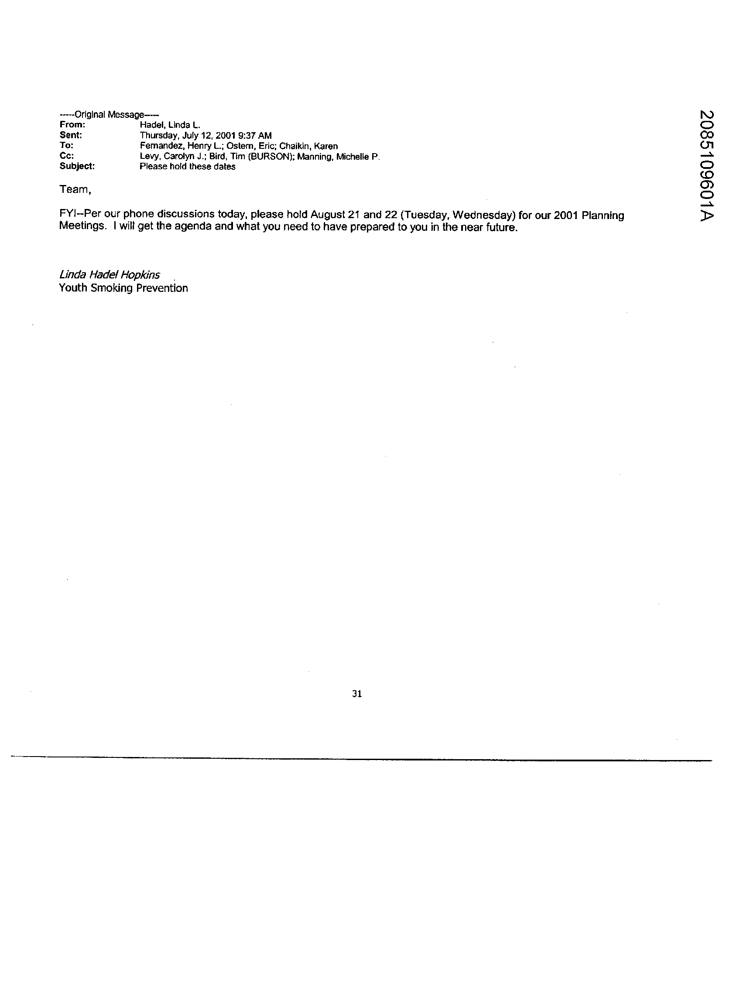 -----Original Message-----
From: Hadel, Linda L.
Sent: Thursday, July 12, 2001 9:37 AM
To: Fernandez, Henry L.; Ostern, Eric; Chaikin, Karen
Cc: Levy, Carolyn J.; Bird, Tim (BURSON); Manning, Michelle P.
Subject: Please hold these dates
Team,
FYI--Per our phone discussions today, please hold August 21 and 22 (Tuesday, Wednesday) for our 2001 Planning
Meetings. I will get the agenda and what you need to have prepared to you in the near future.
Linda Hadel Hopkins
Youth Smoking Prevention
31
2085109601A